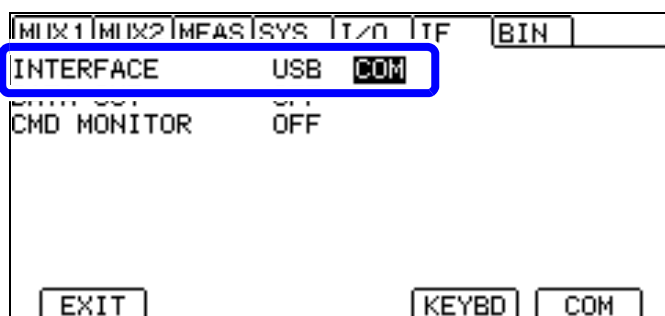 MUX1 MUX2 MEAS SYS I/O IF BIN
INTERFACE USB COM
CMD MONITOR OFF
EXIT KEYBD COM